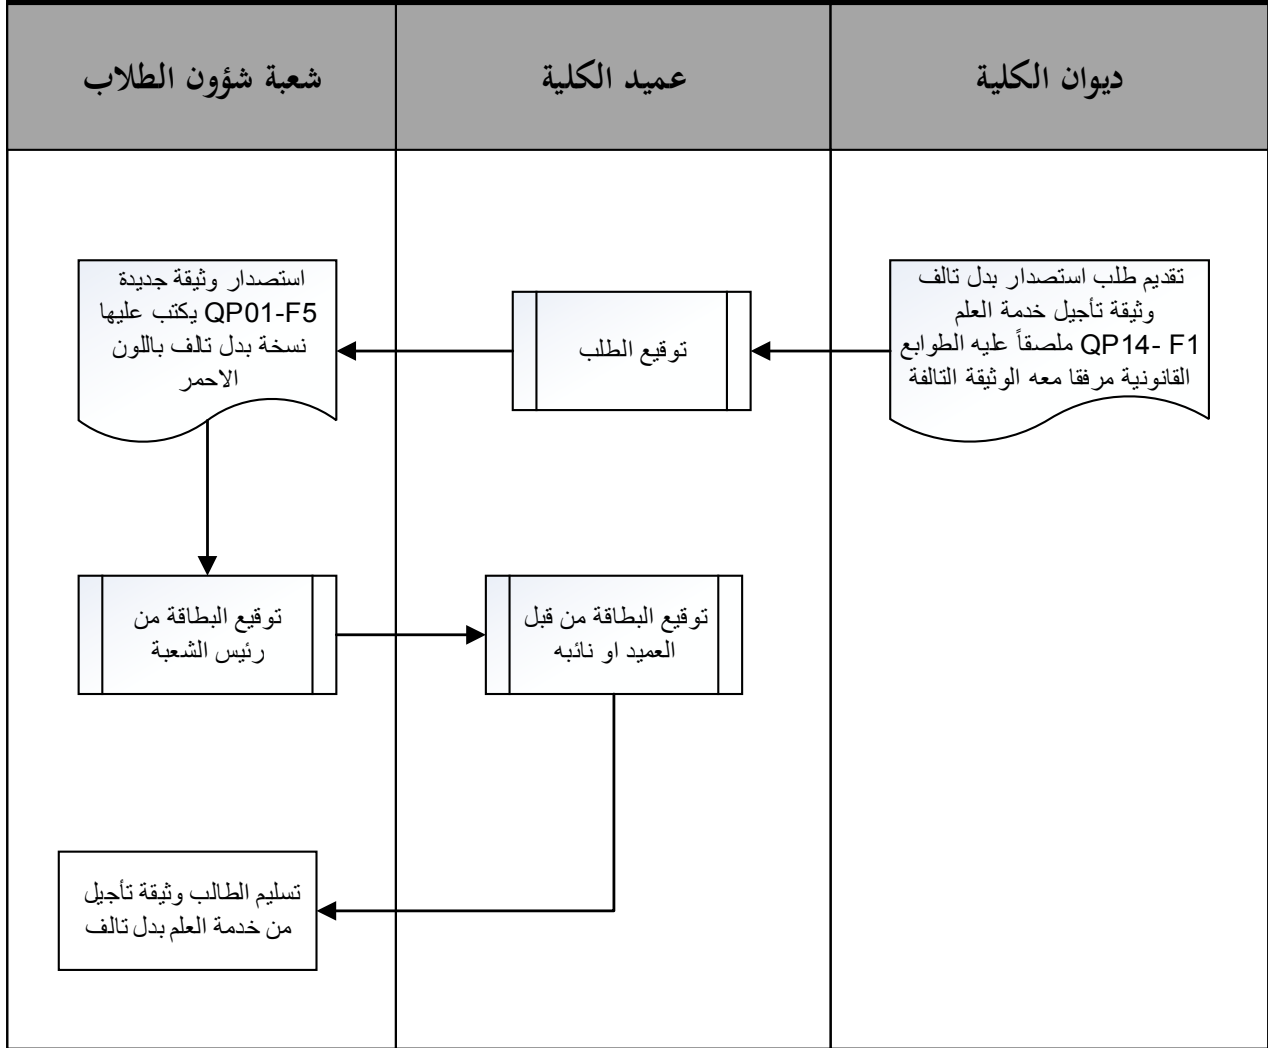 ديوان الكلية
عميد الكلية
شعبة شؤون الطلاب
تقديم طلب استصدار بدل تالف
وثيقة تأجيل خدمة العلم
QP14- F1 ملصقاً عليه الطوابع
القانونية مرفقا معه الوثيقة التالفة
توقيع الطلب
استصدار وثيقة جديدة
QP01-F5 يكتب عليها
نسخة بدل تالف باللون
الاحمر
توقيع البطاقة من
رئيس الشعبة
توقيع البطاقة من قبل
العميد او نائبه
تسليم الطالب وثيقة تأجيل
من خدمة العلم بدل تالف